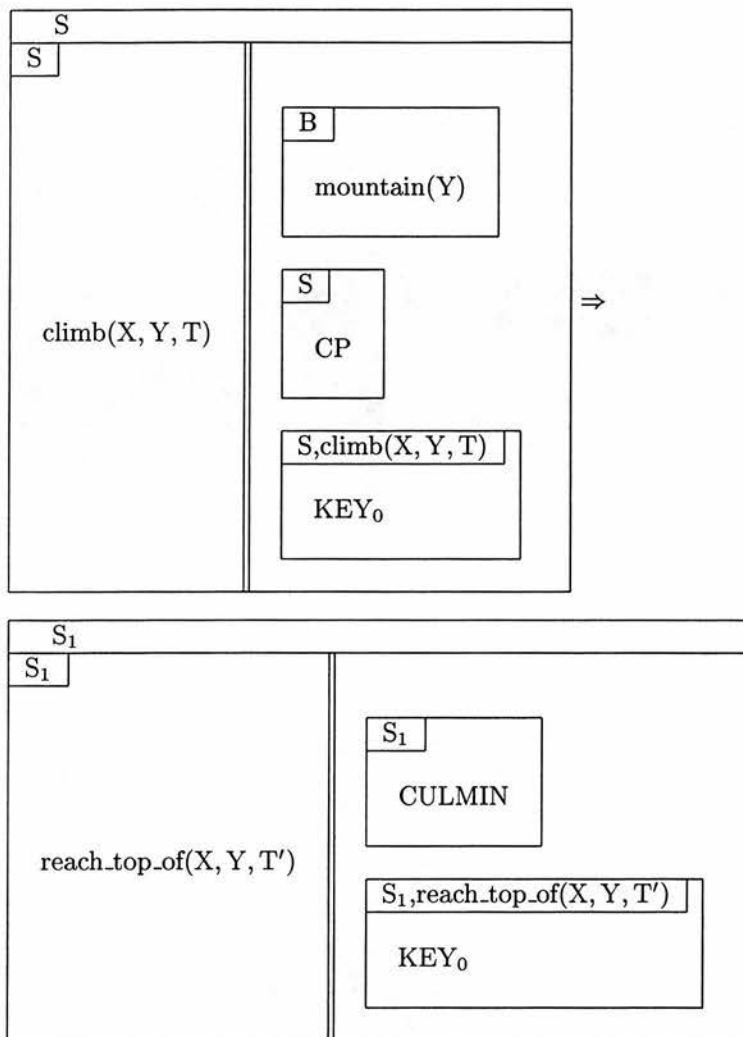 S
S
B
mountain(Y)
S
⇒
climb(X, Y, T)
CP
S,climb(X, Y, T)
KEY₀
S₁
S₁
S₁
CULMIN
reach_top_of(X, Y, T′)
S₁,reach_top_of(X, Y, T′)
KEY₀